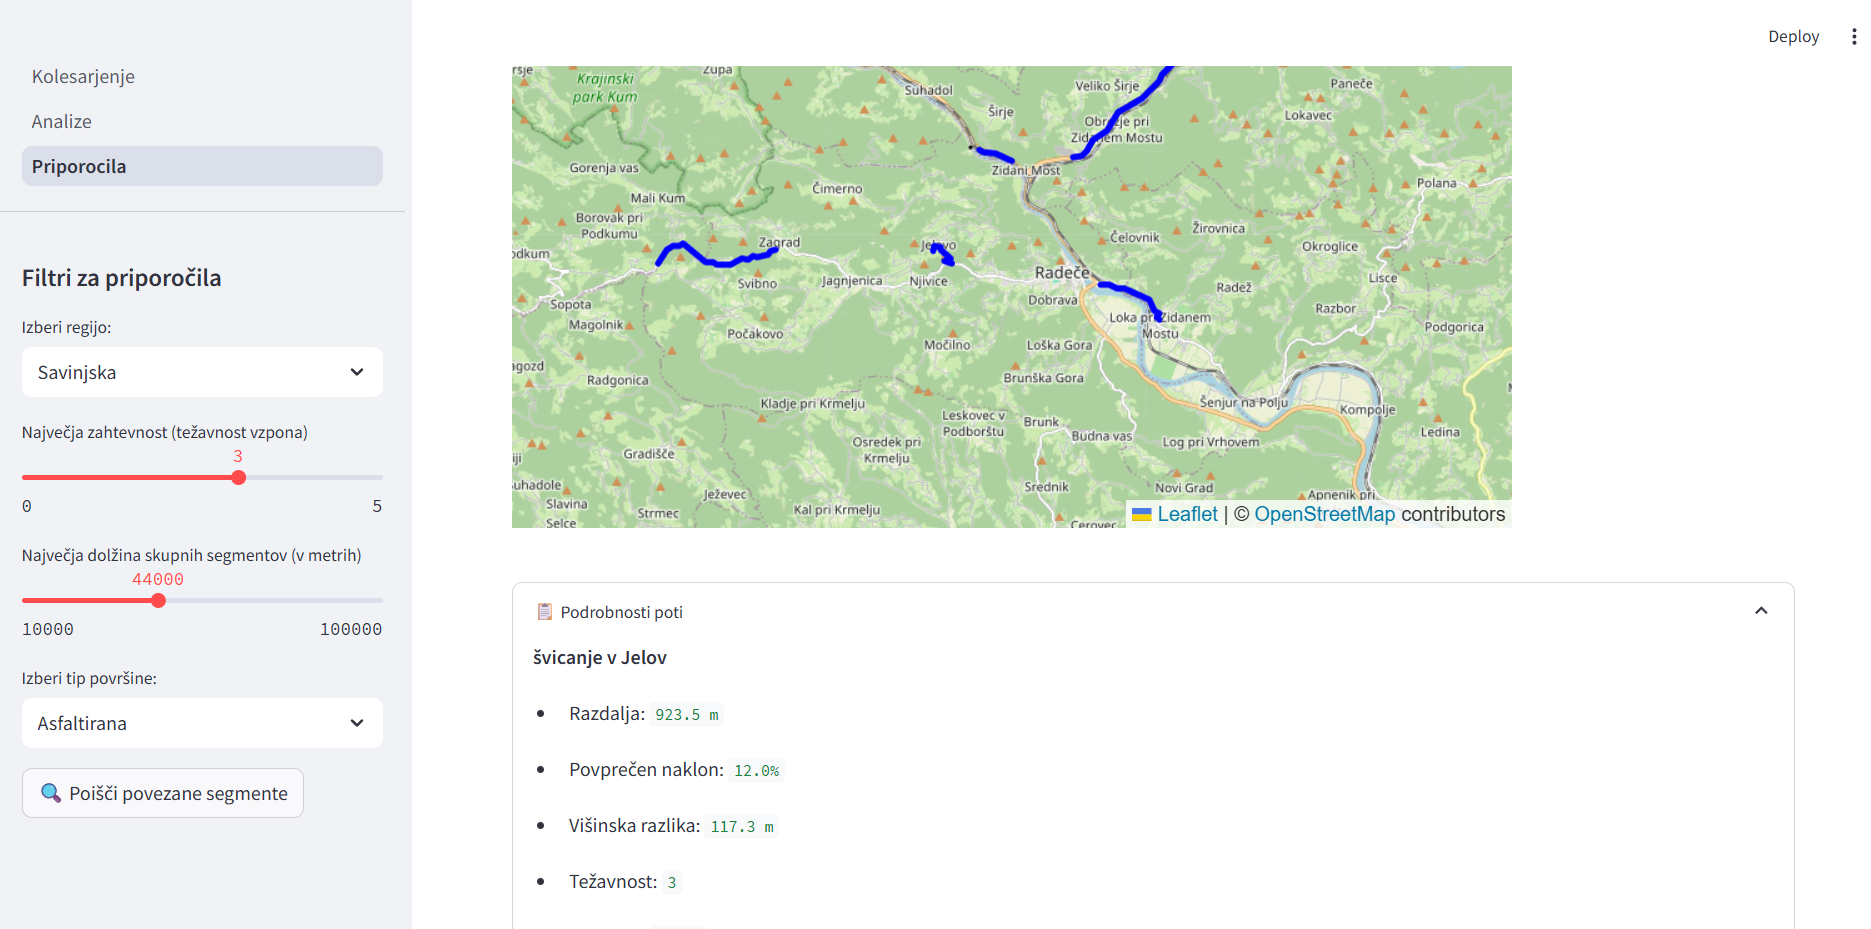 Kolesarjenje
Analize
Priporocila
Filtri za priporočila
Izberi regijo:
Savinjska
Največja zahtevnost (težavnost vzpona)
3
0 5
Največja dolžina skupnih segmentov (v metrih)
44000
10000 100000
Izberi tip površine:
Asfaltirana
Poišči povezane segmente
Deploy
Krajinski
park Kum
Župa
Suhadol
Širje
Veliko Širje
Obrežje pri
Zidanem Mostu
Paneče
Lokavec
Gorenja vas
Zidani Most
Čimerno
Mali Kum
Polana
Borovak pri
Podkumu
Zagrad
Jelovo
Čelovnik
Žirovnica
Okroglice
Svibno
Jagnjenica
Njivice
Radeče
Radež
Lisce
Sopota
Dobrava
Razbor
Magolnik
Počakovo
Loka pri Zidanem
Mostu
Podgorica
Močilno
Loška Gora
Radgonica
Brunška Gora
Kladje pri Krmelju
Šenjur na Polju
Kompolje
Leskovec v
Podborštu
Brunk
Budna vas
Log pri Vrhovem
Ledina
Osredek pri
Krmelju
Gradišče
Srednik
Novi Grad
Ježevec
Apnenik pri
Slavina
Selce
Strmec
Kal pri Krmelju
Cerovec
Leaflet | © OpenStreetMap contributors
Podrobnosti poti
švicanje v Jelov
Razdalja: 923.5 m
Povprečen naklon: 12.0%
Višinska razlika: 117.3 m
Težavnost: 3